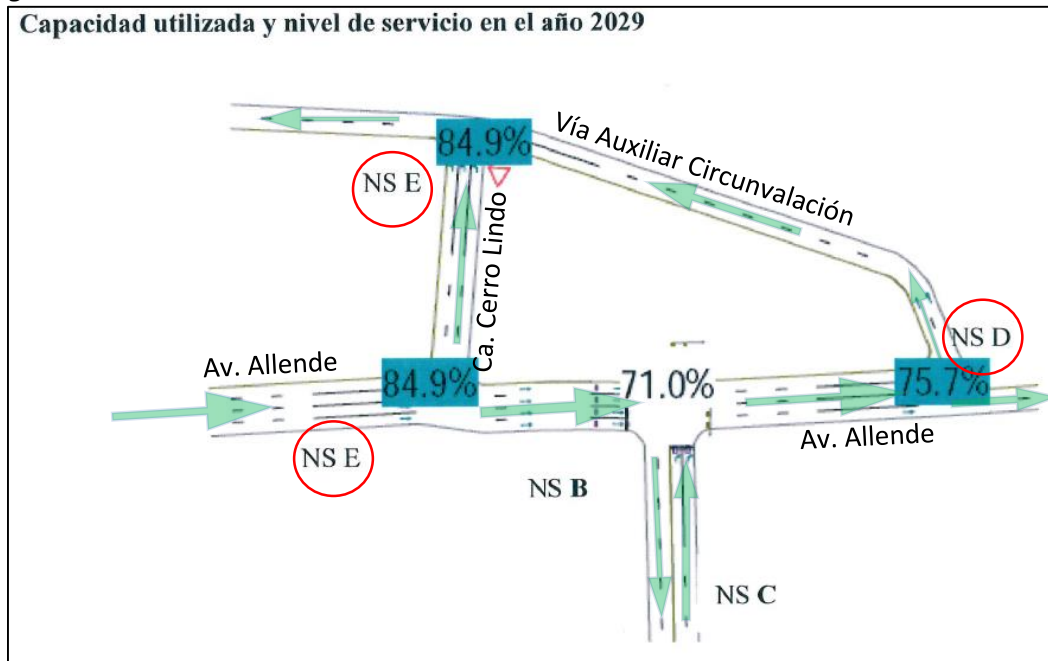 Capacidad utilizada y nivel de servicio en el año 2029
84.9%
Vía Auxiliar Circunvalación
NS E
Ca. Cerro Lindo
NS D
Av. Allende
84.9%
71.0%
75.7%
Av. Allende
NS E
NS B
NS C